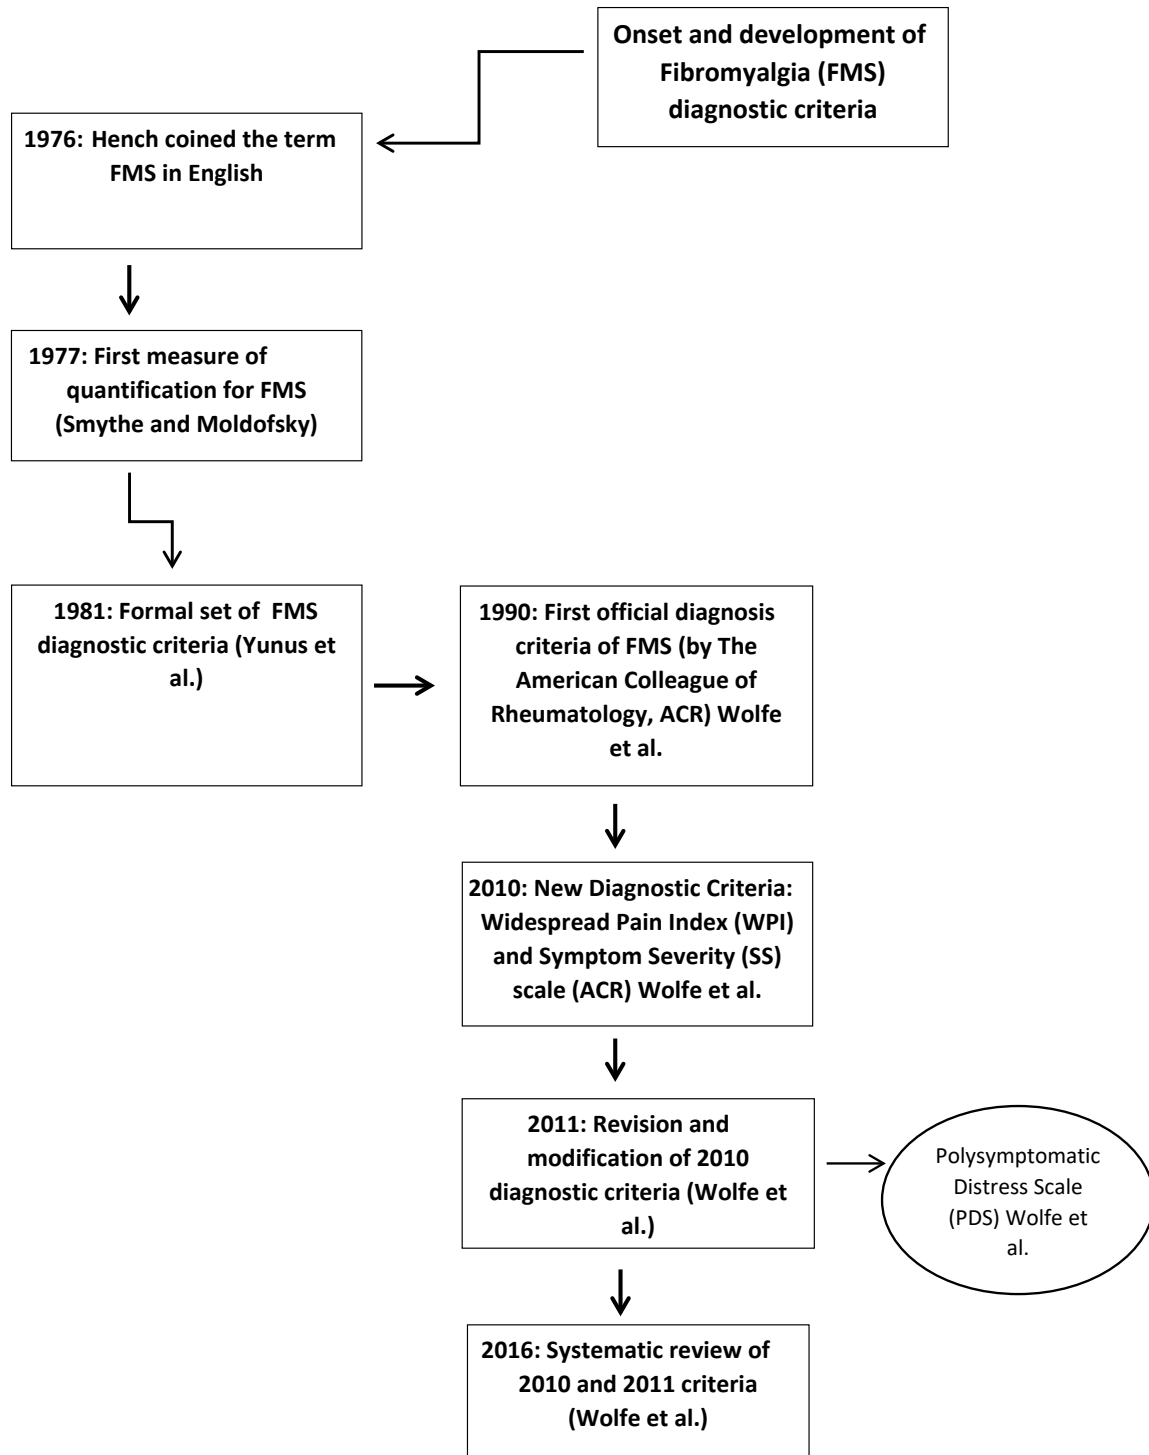 Onset and development of
Fibromyalgia (FMS)
diagnostic criteria
1976: Hench coined the term
FMS in English
1977: First measure of
quantification for FMS
(Smythe and Moldofsky)
1981: Formal set of FMS
diagnostic criteria (Yunus et
al.)
1990: First official diagnosis
criteria of FMS (by The
American Colleague of
Rheumatology, ACR) Wolfe
et al.
2010: New Diagnostic Criteria:
Widespread Pain Index (WPI)
and Symptom Severity (SS)
scale (ACR) Wolfe et al.
2011: Revision and
modification of 2010
diagnostic criteria (Wolfe et
al.)
Polysymptomatic
Distress Scale
(PDS) Wolfe et
al.
2016: Systematic review of
2010 and 2011 criteria
(Wolfe et al.)